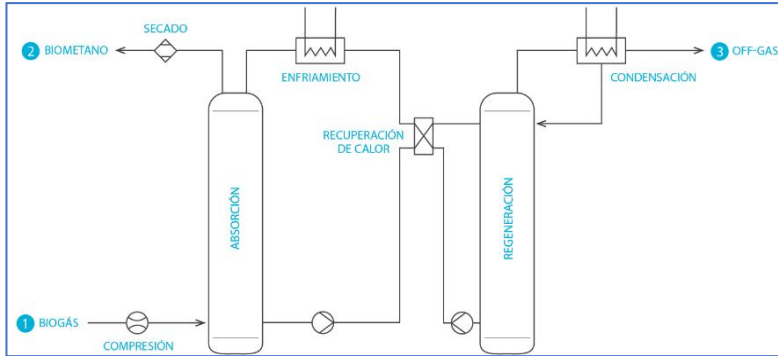 SECADO
2 BIOMETANO
3 OFF-GAS
ENFRIAMIENTO
CONDENSACIÓN
RECUPERACIÓN
DE CALOR
ABSORCIÓN
REGENERACIÓN
1 BIOGÁS
COMPRESIÓN